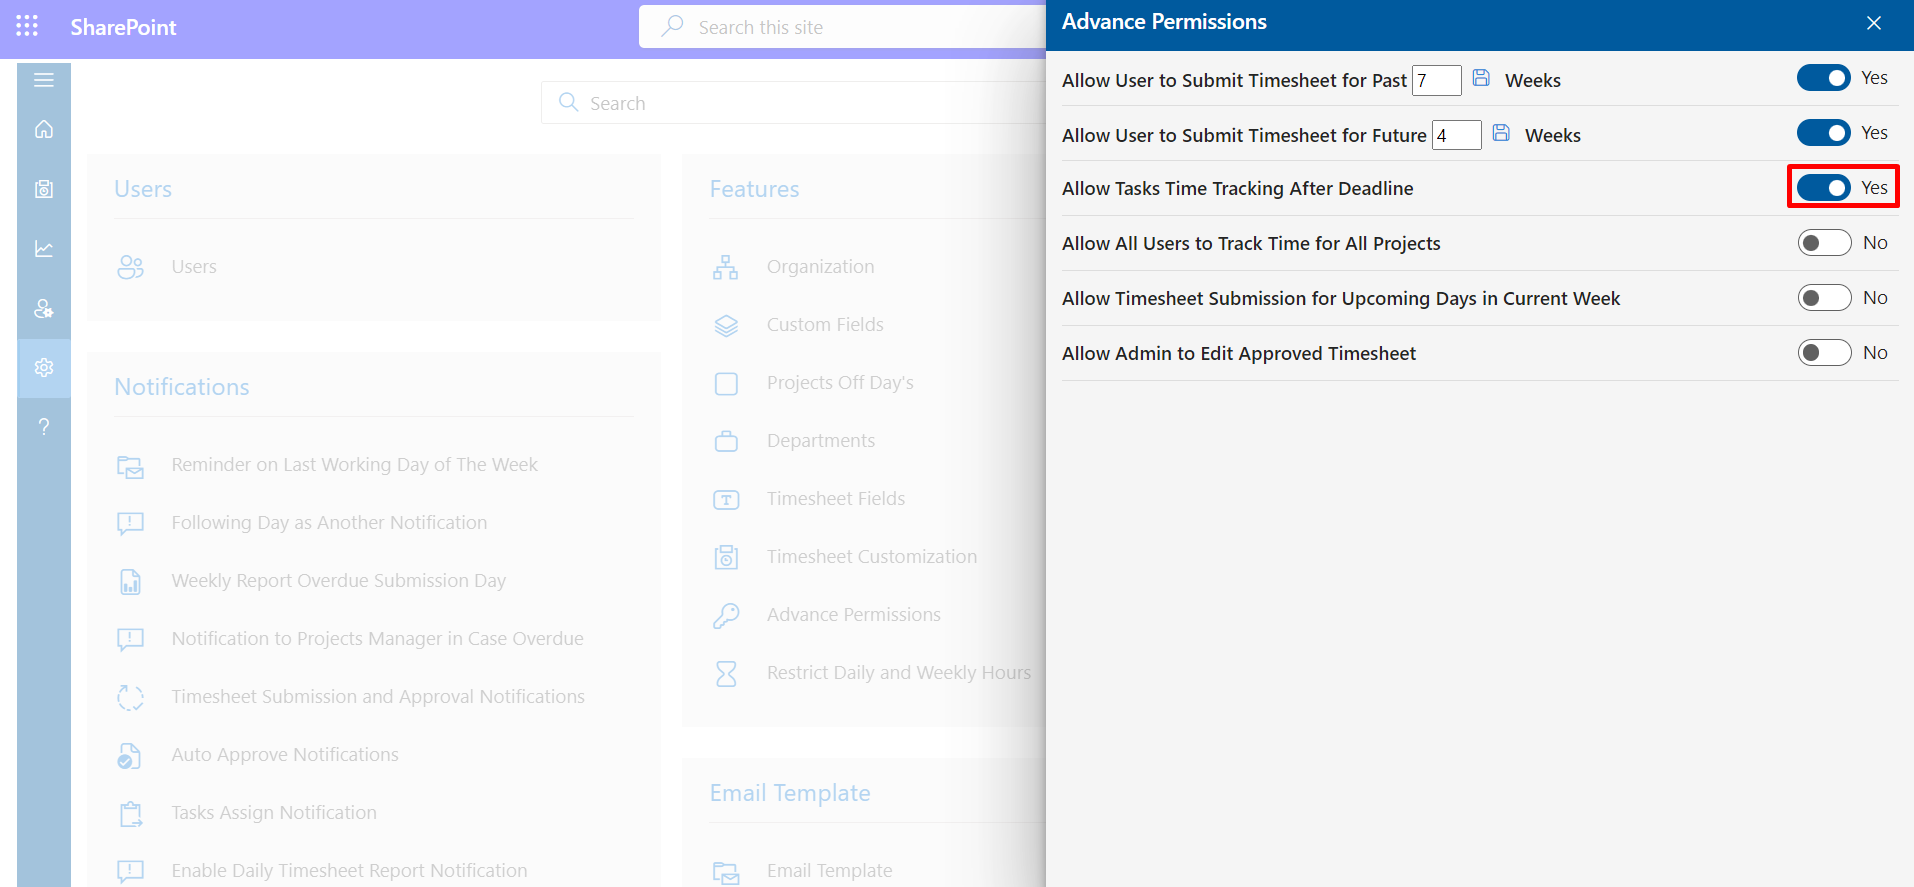 SharePoint
Search this site
Search
Users
Users
Notifications
Reminder on Last Working Day of The Week
Following Day as Another Notification
Weekly Report Overdue Submission Day
Notification to Projects Manager in Case Overdue
Timesheet Submission and Approval Notifications
Auto Approve Notifications
Tasks Assign Notification
Enable Daily Timesheet Report Notification
Features
Organization
Custom Fields
Projects Off Day's
Departments
Timesheet Fields
Timesheet Customization
Advance Permissions
Restrict Daily and Weekly Hours
Email Template
Email Template
Advance Permissions
Allow User to Submit Timesheet for Past 7 Weeks Yes
Allow User to Submit Timesheet for Future 4 Weeks Yes
Allow Tasks Time Tracking After Deadline Yes
Allow All Users to Track Time for All Projects No
Allow Timesheet Submission for Upcoming Days in Current Week No
Allow Admin to Edit Approved Timesheet No